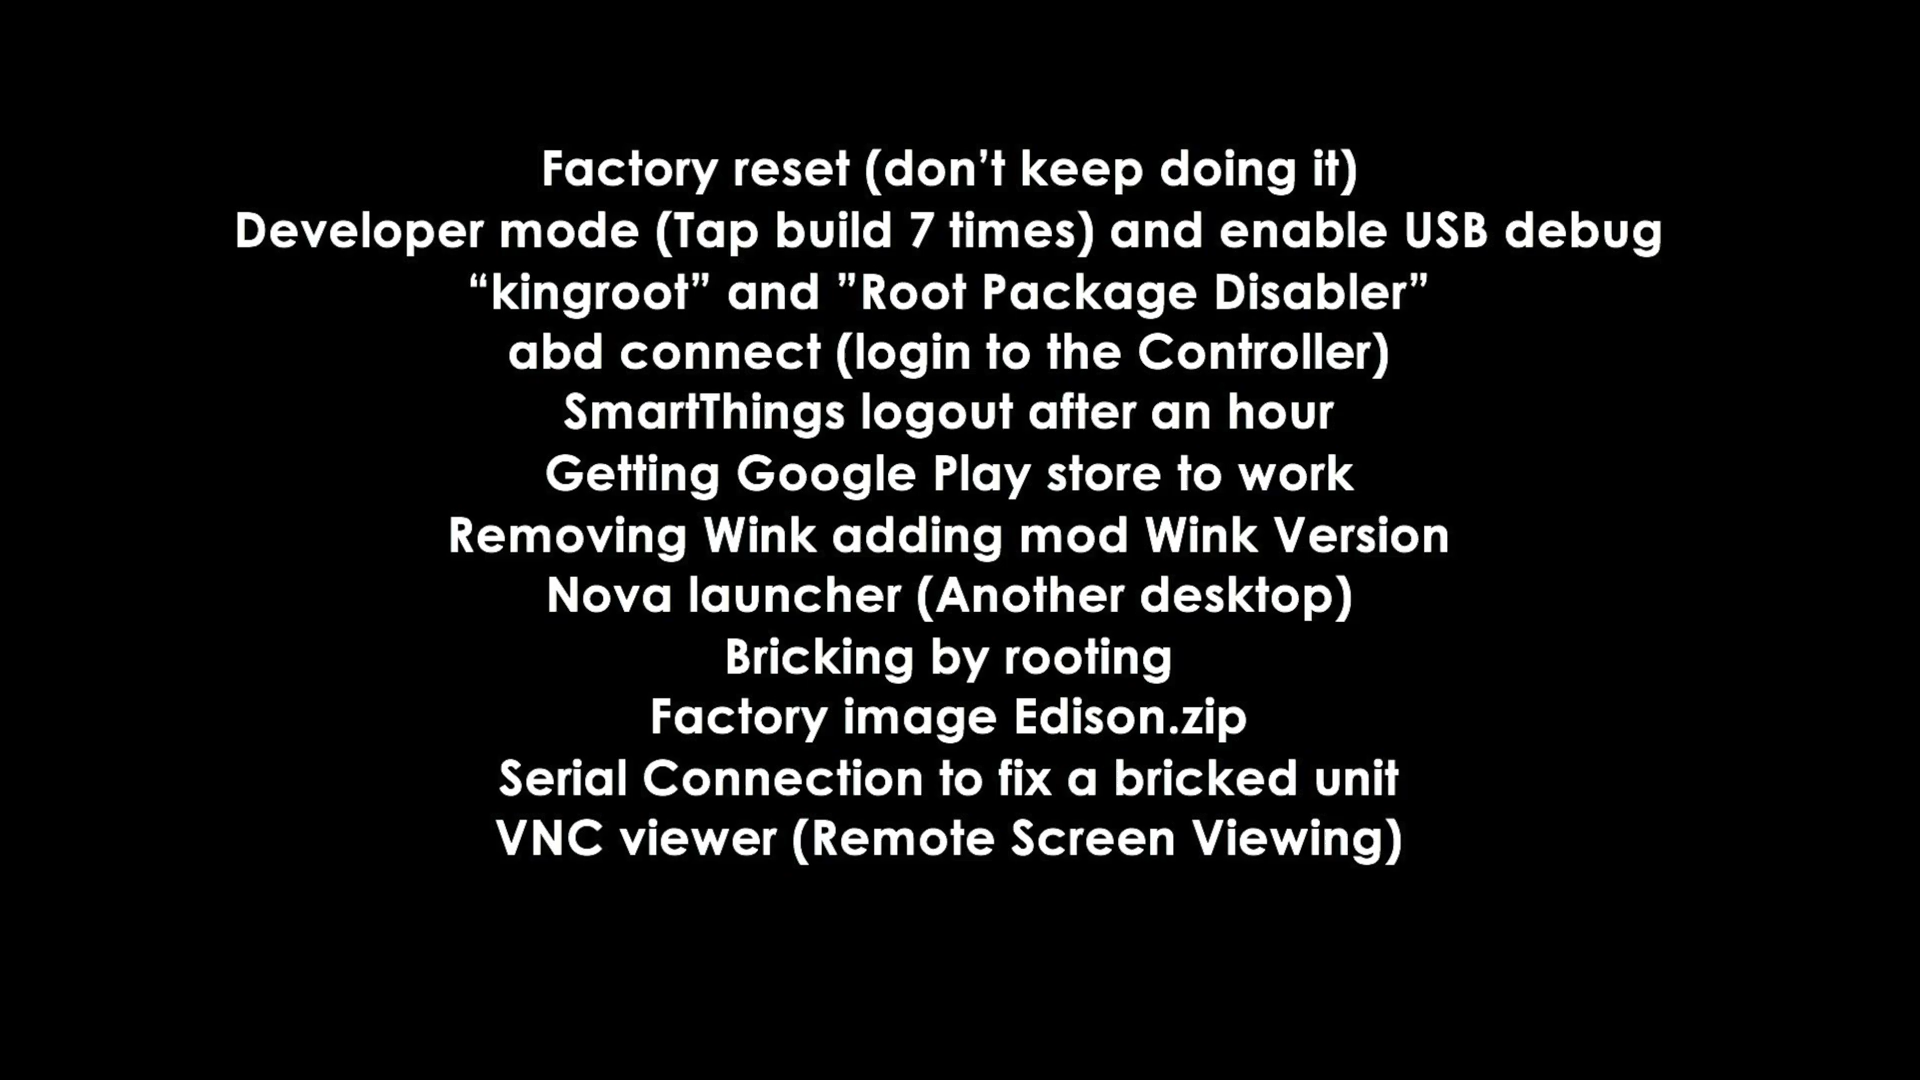 Factory reset (don’t keep doing it)
Developer mode (Tap build 7 times) and enable USB debug
“kingroot” and ”Root Package Disabler”
abd connect (login to the Controller)
SmartThings logout after an hour
Getting Google Play store to work
Removing Wink adding mod Wink Version
Nova launcher (Another desktop)
Bricking by rooting
Factory image Edison.zip
Serial Connection to fix a bricked unit
VNC viewer (Remote Screen Viewing)